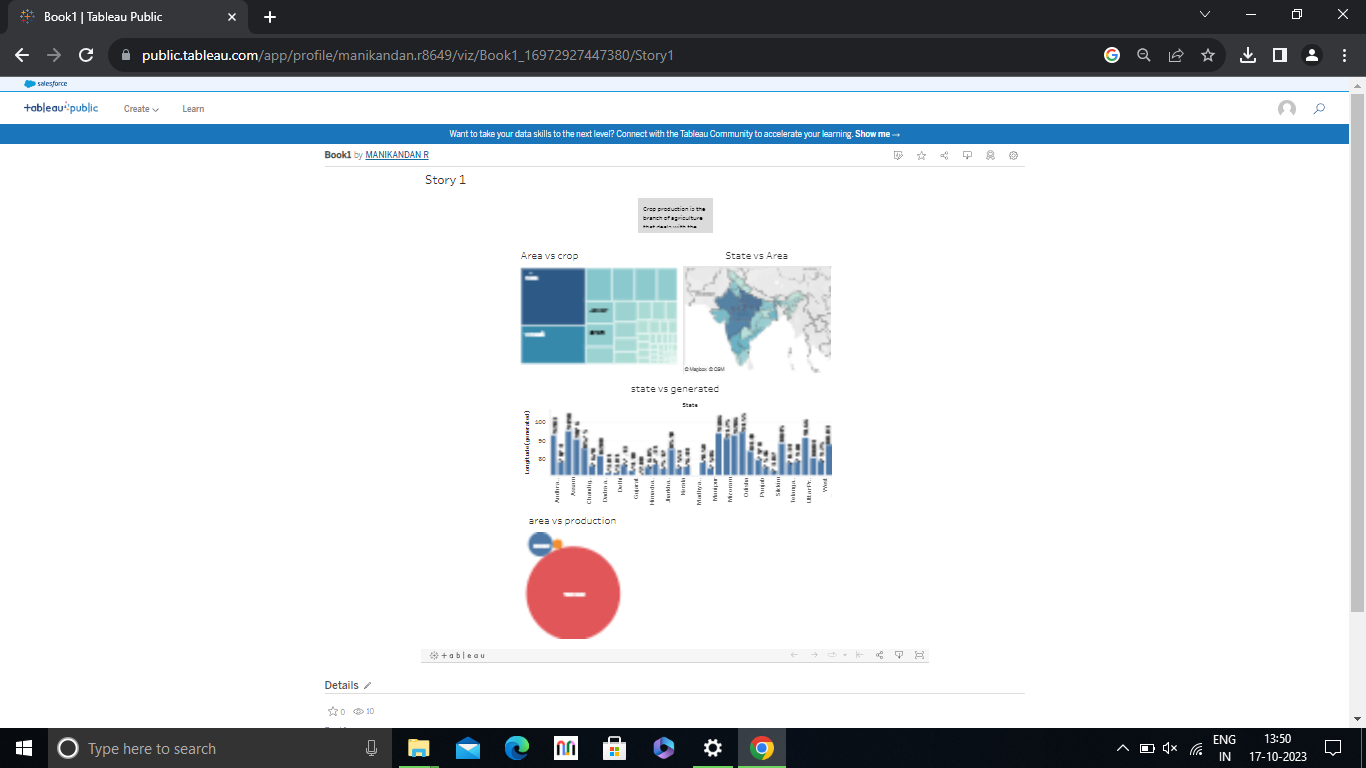 Book1 | Tableau Public
public.tableau.com/app/profile/manikandan.r8649/viz/Book1_16972927447380/Story1
salesforce
+ableau public
Create
Learn
Want to take your data skills to the next level? Connect with the Tableau Community to accelerate your learning. Show me →
Book1 by MANIKANDAN R
Story 1
Crop production is the
branch of agriculture
that deals with the
Area vs crop
State vs Area
© Mapbox © OSM
state vs generated
State
Longitude (generated)
100
90
80
Andhra..
Assam
Chandig..
Dadra a..
Delhi
Gujarat
Himacha..
Jharkha..
Kerala
Madhya ..
Manipur
Mizoram
Odisha
Punjab
Sikkim
Telanga..
Uttar Pr..
West
area vs production
+ableau
Details
0
10
Type here to search
ENG
IN
13:50
17-10-2023